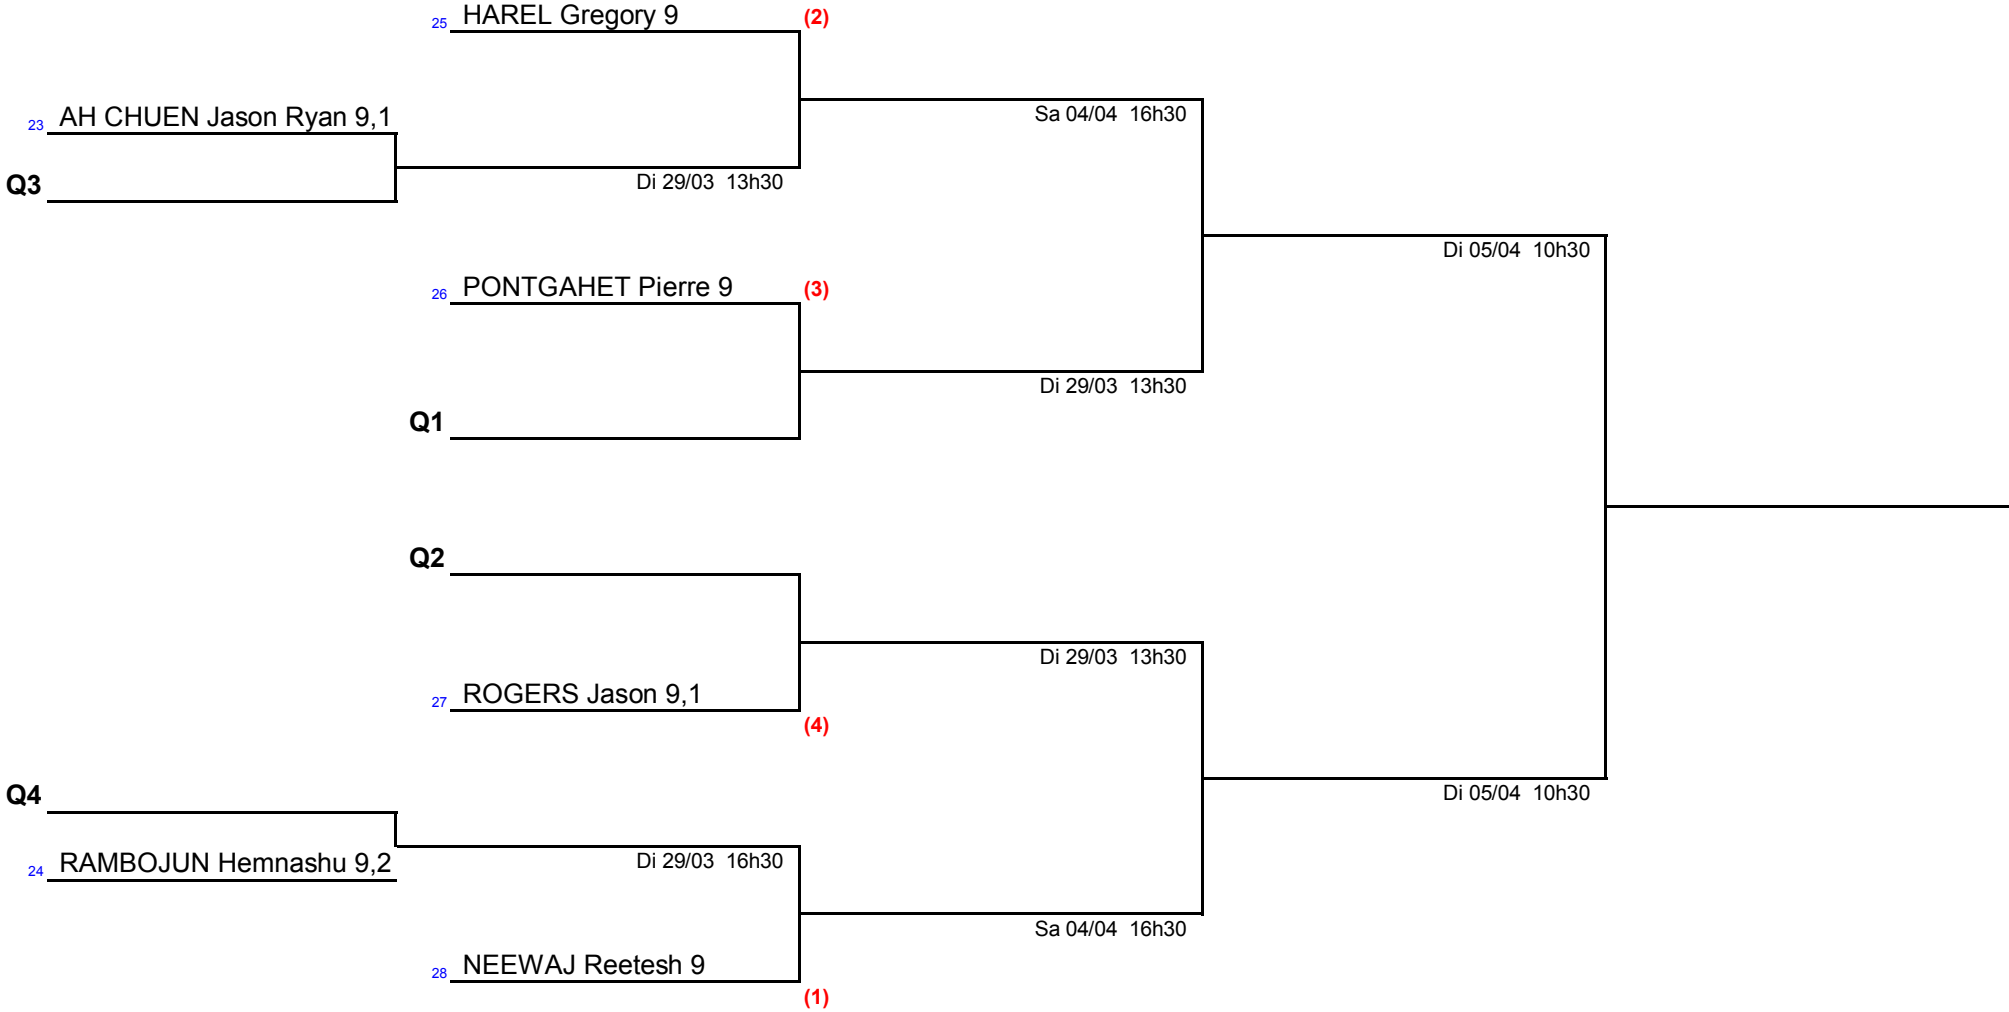 25 HAREL Gregory 9 (2)
Sa 04/04 16h30
23 AH CHUEN Jason Ryan 9,1
Q3
Di 29/03 13h30
Di 05/04 10h30
26 PONTGAHET Pierre 9 (3)
Di 29/03 13h30
Q1
Q2
Di 29/03 13h30
27 ROGERS Jason 9,1
(4)
Q4
Di 05/04 10h30
24 RAMBOJUN Hemnashu 9,2
Di 29/03 16h30
Sa 04/04 16h30
28 NEEWAJ Reetesh 9
(1)